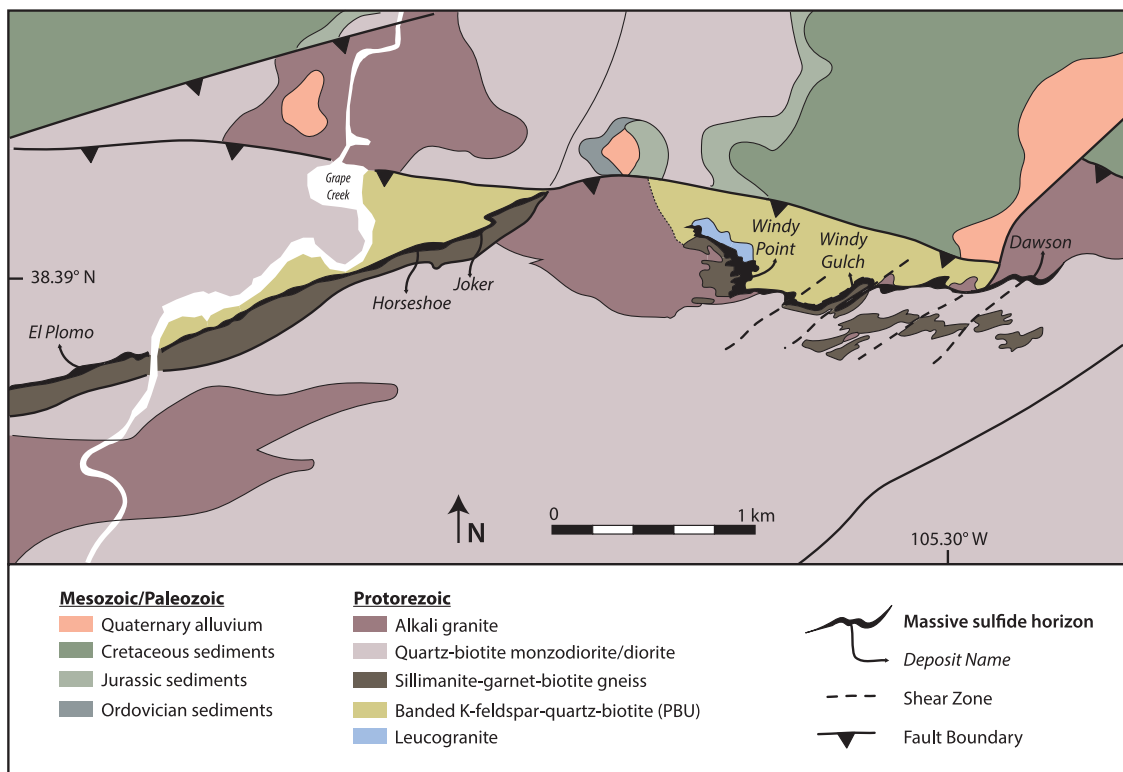 Grape
Creek
Windy
Point
Windy
Gulch
Dawson
38.39° N
Joker
Horseshoe
El Plomo
N
0
1 km
105.30° W
Mesozoic/Paleozoic
Quaternary alluvium
Cretaceous sediments
Jurassic sediments
Ordovician sediments
Protorezoic
Alkali granite
Quartz-biotite monzodiorite/diorite
Sillimanite-garnet-biotite gneiss
Banded K-feldspar-quartz-biotite (PBU)
Leucogranite
Massive sulfide horizon
Deposit Name
Shear Zone
Fault Boundary